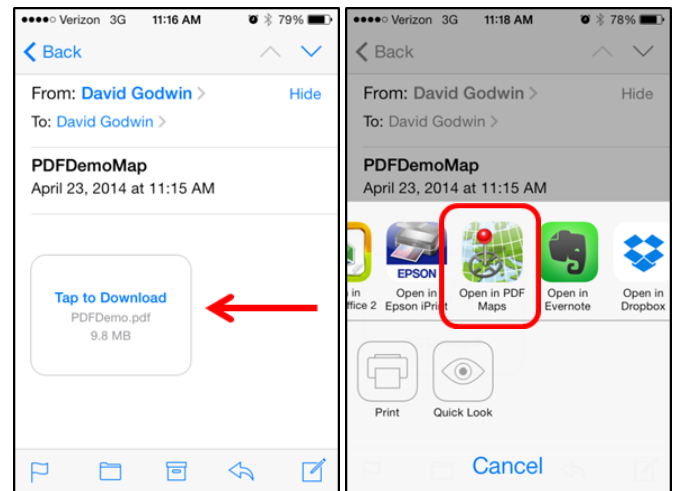 Verizon 3G 11:16 AM 79%
Back
From: David Godwin
Hide
To: David Godwin
PDFDemoMap
April 23, 2014 at 11:15 AM
Tap to Download
PDFDemo.pdf
9.8 MB
Verizon 3G 11:18 AM 78%
Back
From: David Godwin
Hide
To: David Godwin
PDFDemoMap
April 23, 2014 at 11:15 AM
EPSON
in
ffice 2
Open in
Epson iPrint
Open in PDF
Maps
Open in
Evernote
Open in
Dropbox
Print
Quick Look
Cancel